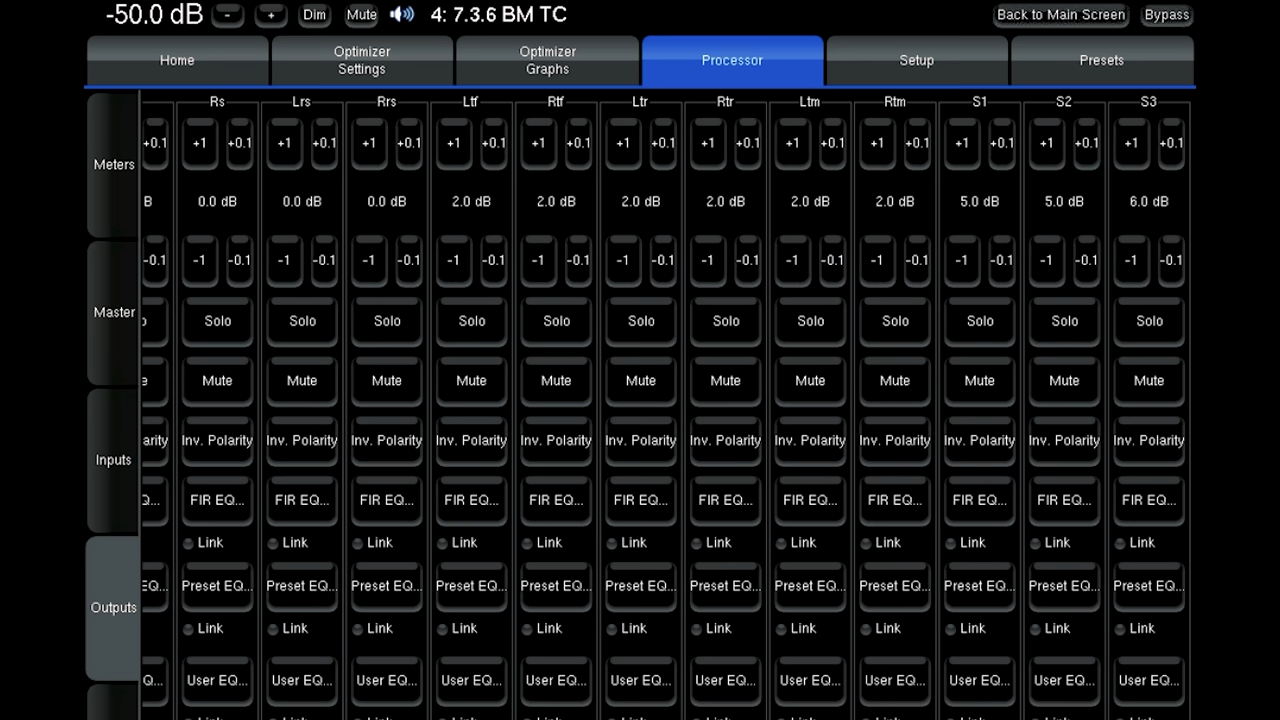 -50.0 dB - + Dim Mute 4: 7.3.6 BM TC Back to Main Screen Bypass
Home Optimizer Settings Optimizer Graphs Processor Setup Presets
Rs Lrs Rrs Ltf Rtf Ltr Rtr Ltm Rtm S1 S2 S3
Meters
+0.1 +1 +0.1 +1 +0.1 +1 +0.1 +1 +0.1 +1 +0.1 +1 +0.1 +1 +0.1 +1 +0.1 +1 +0.1 +1 +0.1 +1 +0.1 +1 +0.1
B 0.0 dB 0.0 dB 0.0 dB 2.0 dB 2.0 dB 2.0 dB 2.0 dB 2.0 dB 2.0 dB 5.0 dB 5.0 dB 6.0 dB
-0.1 -1 -0.1 -1 -0.1 -1 -0.1 -1 -0.1 -1 -0.1 -1 -0.1 -1 -0.1 -1 -0.1 -1 -0.1 -1 -0.1 -1 -0.1 -1 -0.1
Master
o Solo Solo Solo Solo Solo Solo Solo Solo Solo Solo Solo Solo
e Mute Mute Mute Mute Mute Mute Mute Mute Mute Mute Mute Mute
arity Inv. Polarity Inv. Polarity Inv. Polarity Inv. Polarity Inv. Polarity Inv. Polarity Inv. Polarity Inv. Polarity Inv. Polarity Inv. Polarity Inv. Polarity Inv. Polarity
Inputs
Q... FIR EQ... FIR EQ... FIR EQ... FIR EQ... FIR EQ... FIR EQ... FIR EQ... FIR EQ... FIR EQ... FIR EQ... FIR EQ... FIR EQ...
Link Link Link Link Link Link Link Link Link Link Link Link
EQ... Preset EQ... Preset EQ... Preset EQ... Preset EQ... Preset EQ... Preset EQ... Preset EQ... Preset EQ... Preset EQ... Preset EQ... Preset EQ... Preset EQ...
Outputs
Link Link Link Link Link Link Link Link Link Link Link Link
Q... User EQ... User EQ... User EQ... User EQ... User EQ... User EQ... User EQ... User EQ... User EQ... User EQ... User EQ... User EQ...